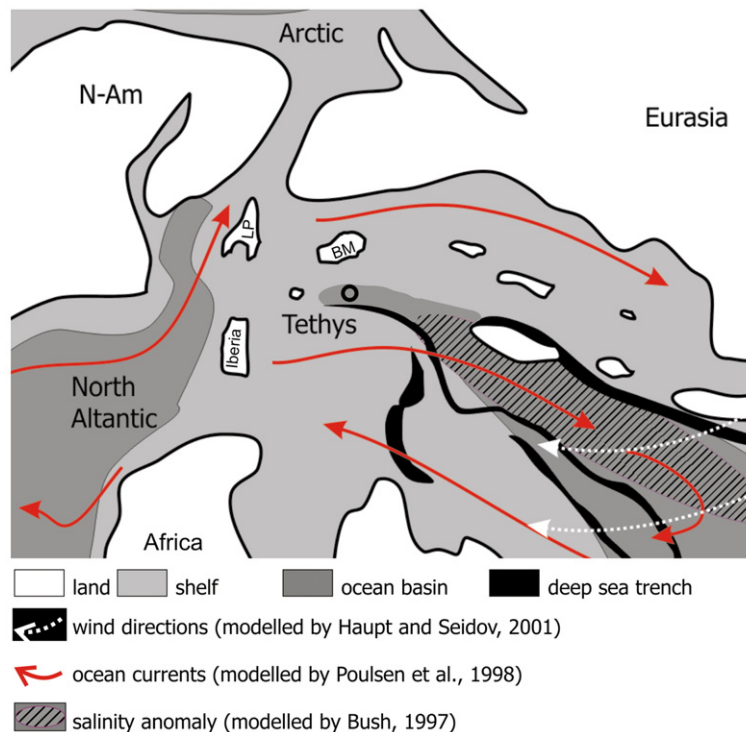 Arctic
N-Am
Eurasia
LP
BM
Tethys
Iberia
North
Altantic
Africa
land
shelf
ocean basin
deep sea trench
wind directions (modelled by Haupt and Seidov, 2001)
ocean currents (modelled by Poulsen et al., 1998)
salinity anomaly (modelled by Bush, 1997)